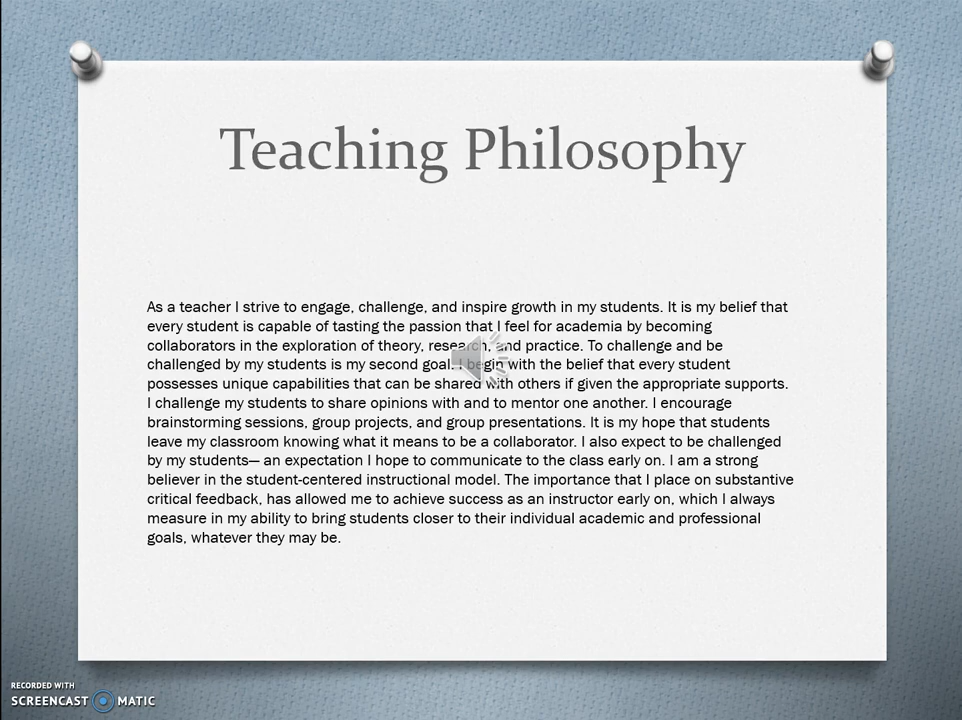 Teaching Philosophy
As a teacher I strive to engage, challenge, and inspire growth in my students. It is my belief that
every student is capable of tasting the passion that I feel for academia by becoming
collaborators in the exploration of theory, research, and practice. To challenge and be
challenged by my students is my second goal. I begin with the belief that every student
possesses unique capabilities that can be shared with others if given the appropriate supports.
I challenge my students to share opinions with and to mentor one another. I encourage
brainstorming sessions, group projects, and group presentations. It is my hope that students
leave my classroom knowing what it means to be a collaborator. I also expect to be challenged
by my students— an expectation I hope to communicate to the class early on. I am a strong
believer in the student-centered instructional model. The importance that I place on substantive
critical feedback, has allowed me to achieve success as an instructor early on, which I always
measure in my ability to bring students closer to their individual academic and professional
goals, whatever they may be.
RECORDED WITH
SCREENCAST MATIC